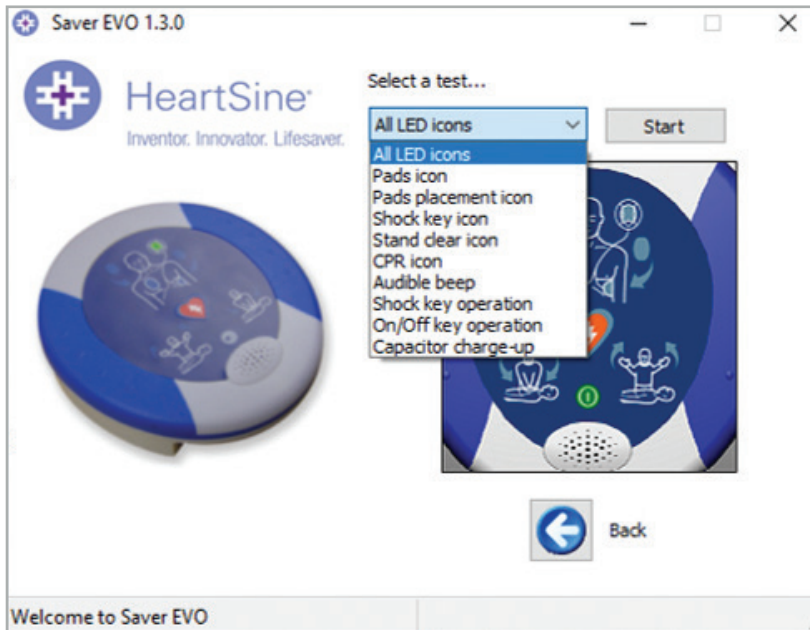 Saver EVO 1.3.0
HeartSine®
Inventor. Innovator. Lifesaver.
Select a test...
All LED icons
Start
All LED icons
Pads icon
Pads placement icon
Shock key icon
Stand clear icon
CPR icon
Audible beep
Shock key operation
On/Off key operation
Capacitor charge-up
Back
Welcome to Saver EVO